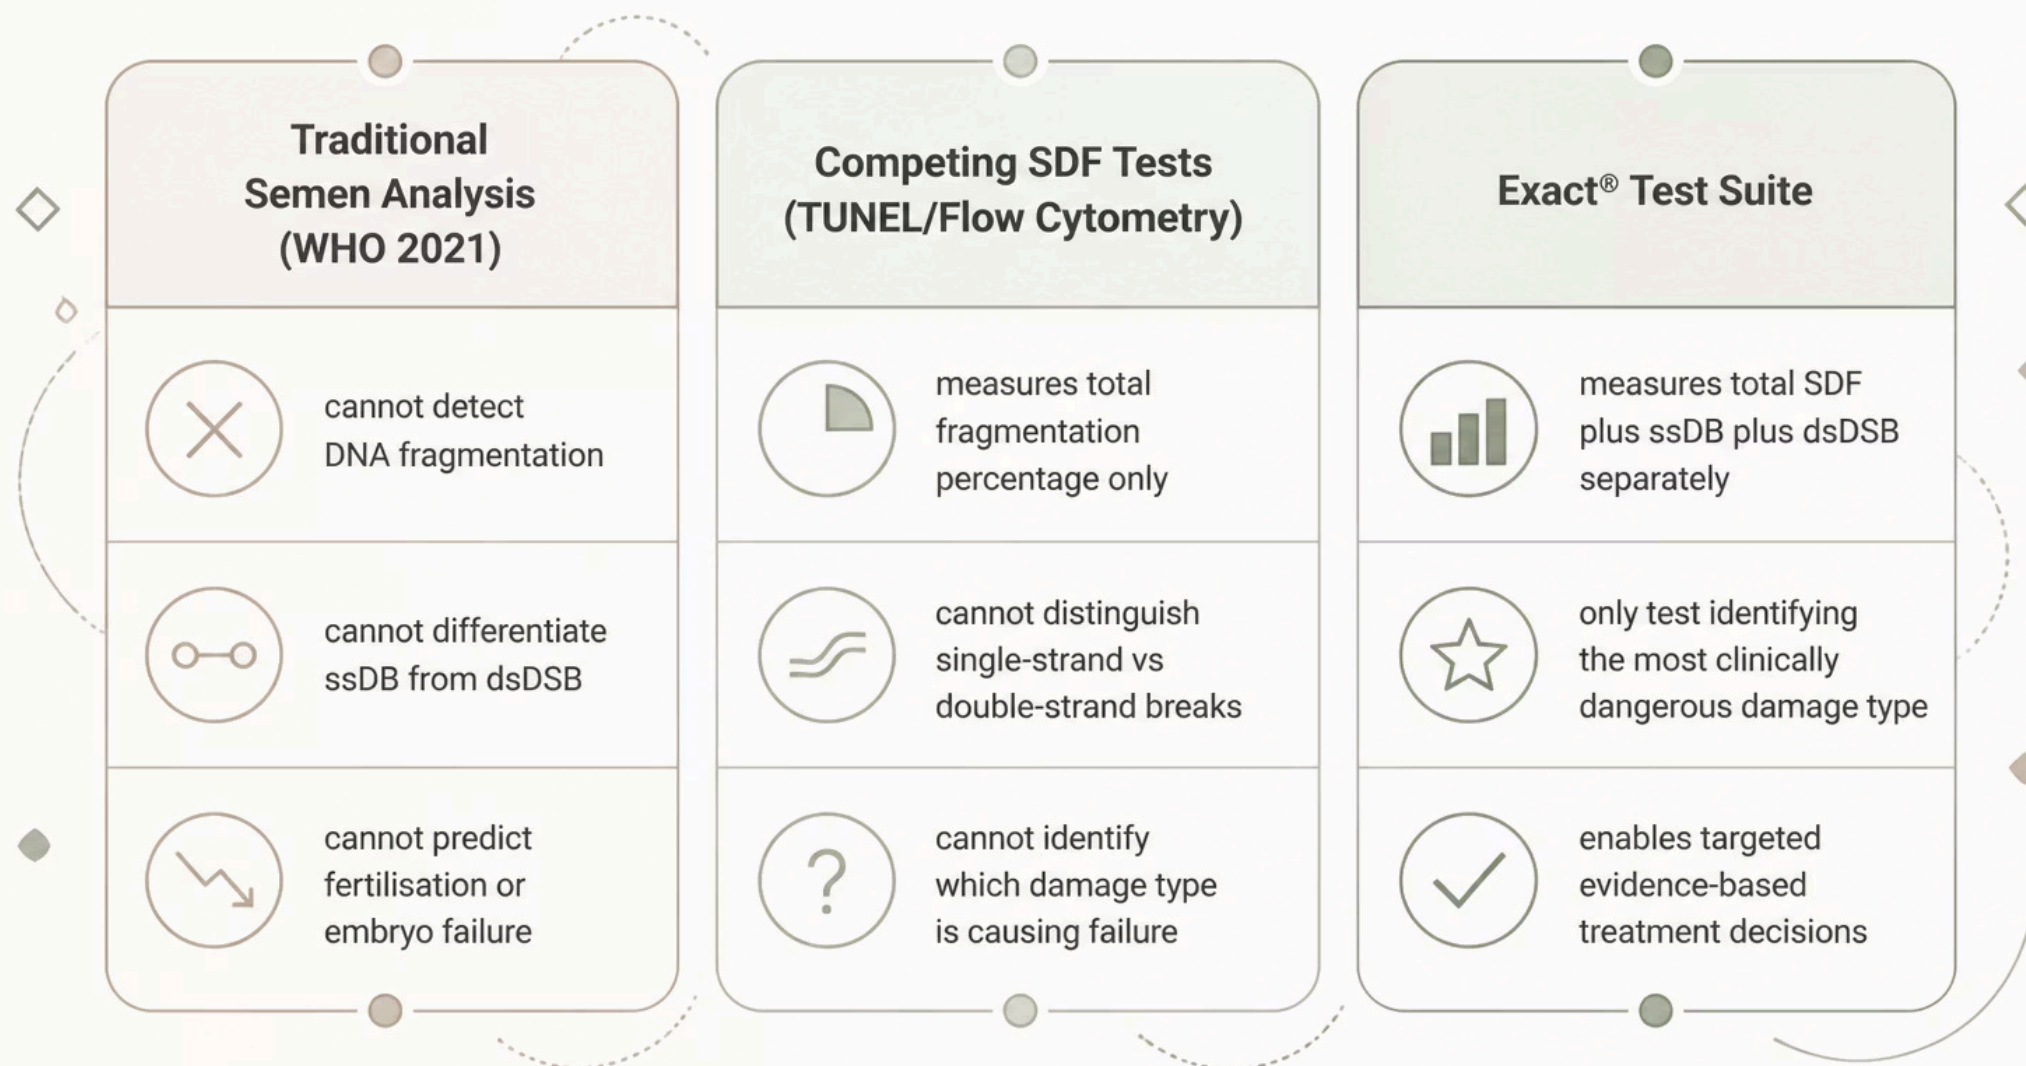 Traditional
Semen Analysis
(WHO 2021)
cannot detect
DNA fragmentation
cannot differentiate
ssDB from dsDSB
cannot predict
fertilisation or
embryo failure
Competing SDF Tests
(TUNEL/Flow Cytometry)
measures total
fragmentation
percentage only
cannot distinguish
single-strand vs
double-strand breaks
?
cannot identify
which damage type
is causing failure
Exact® Test Suite
measures total SDF
plus ssDB plus dsDSB
separately
only test identifying
the most clinically
dangerous damage type
enables targeted
evidence-based
treatment decisions